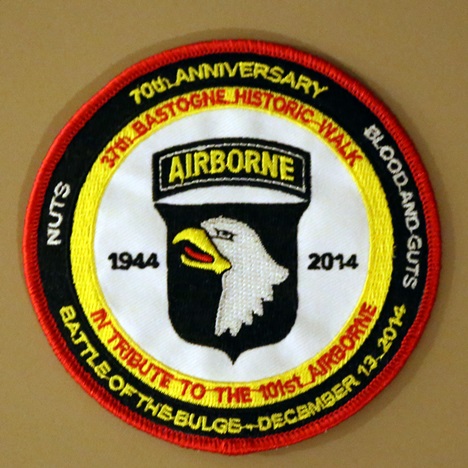 70th ANNIVERSARY
37th BASTOGNE HISTORIC WALK
AIRBORNE
NUTS
BLOOD AND GUTS
1944
2014
IN TRIBUTE TO THE 101st AIRBORNE
BATTLE OF THE BULGE - DECEMBER 13 2014